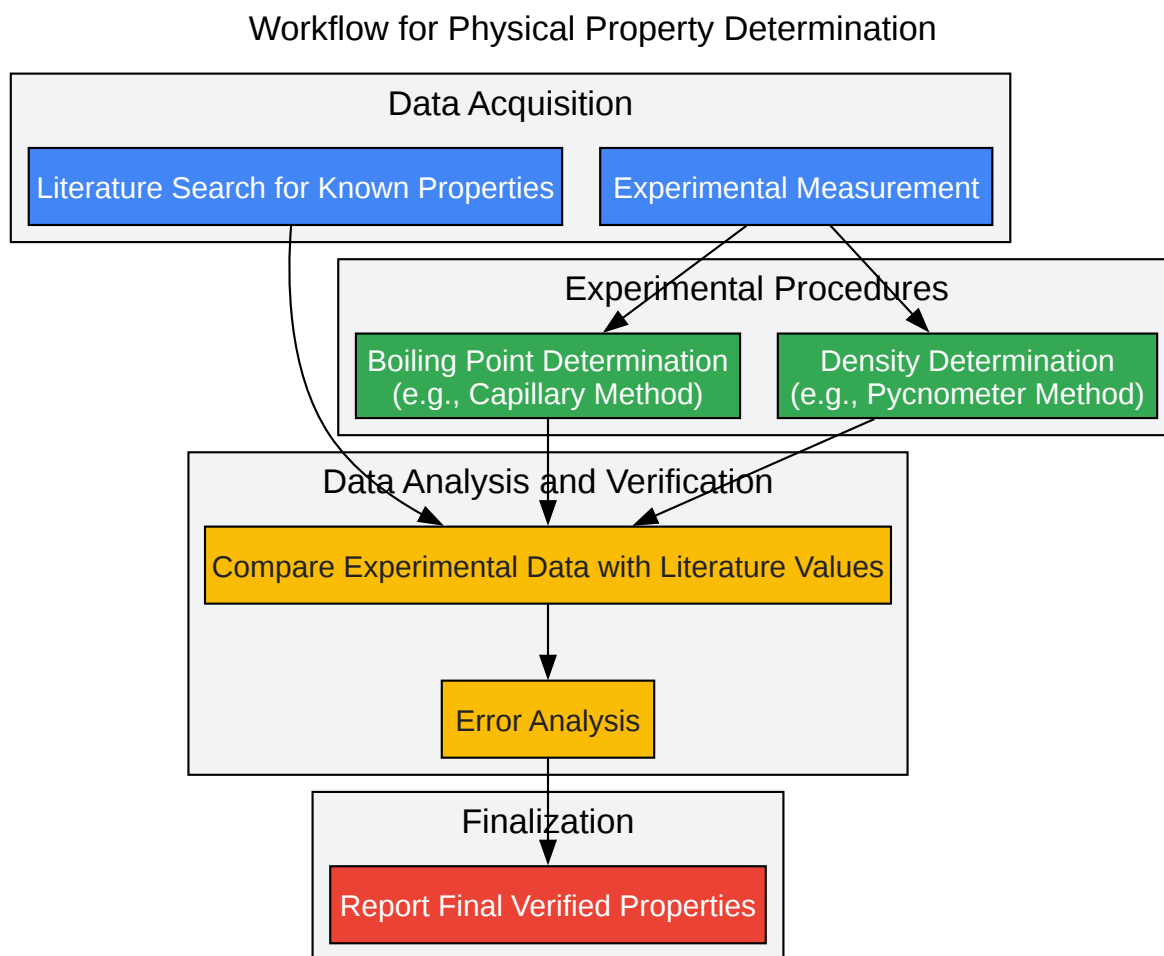 Workflow for Physical Property Determination
Data Acquisition
Literature Search for Known Properties
Experimental Measurement
Experimental Procedures
Boiling Point Determination
(e.g., Capillary Method)
Density Determination
(e.g., Pycnometer Method)
Data Analysis and Verification
Compare Experimental Data with Literature Values
Error Analysis
Finalization
Report Final Verified Properties